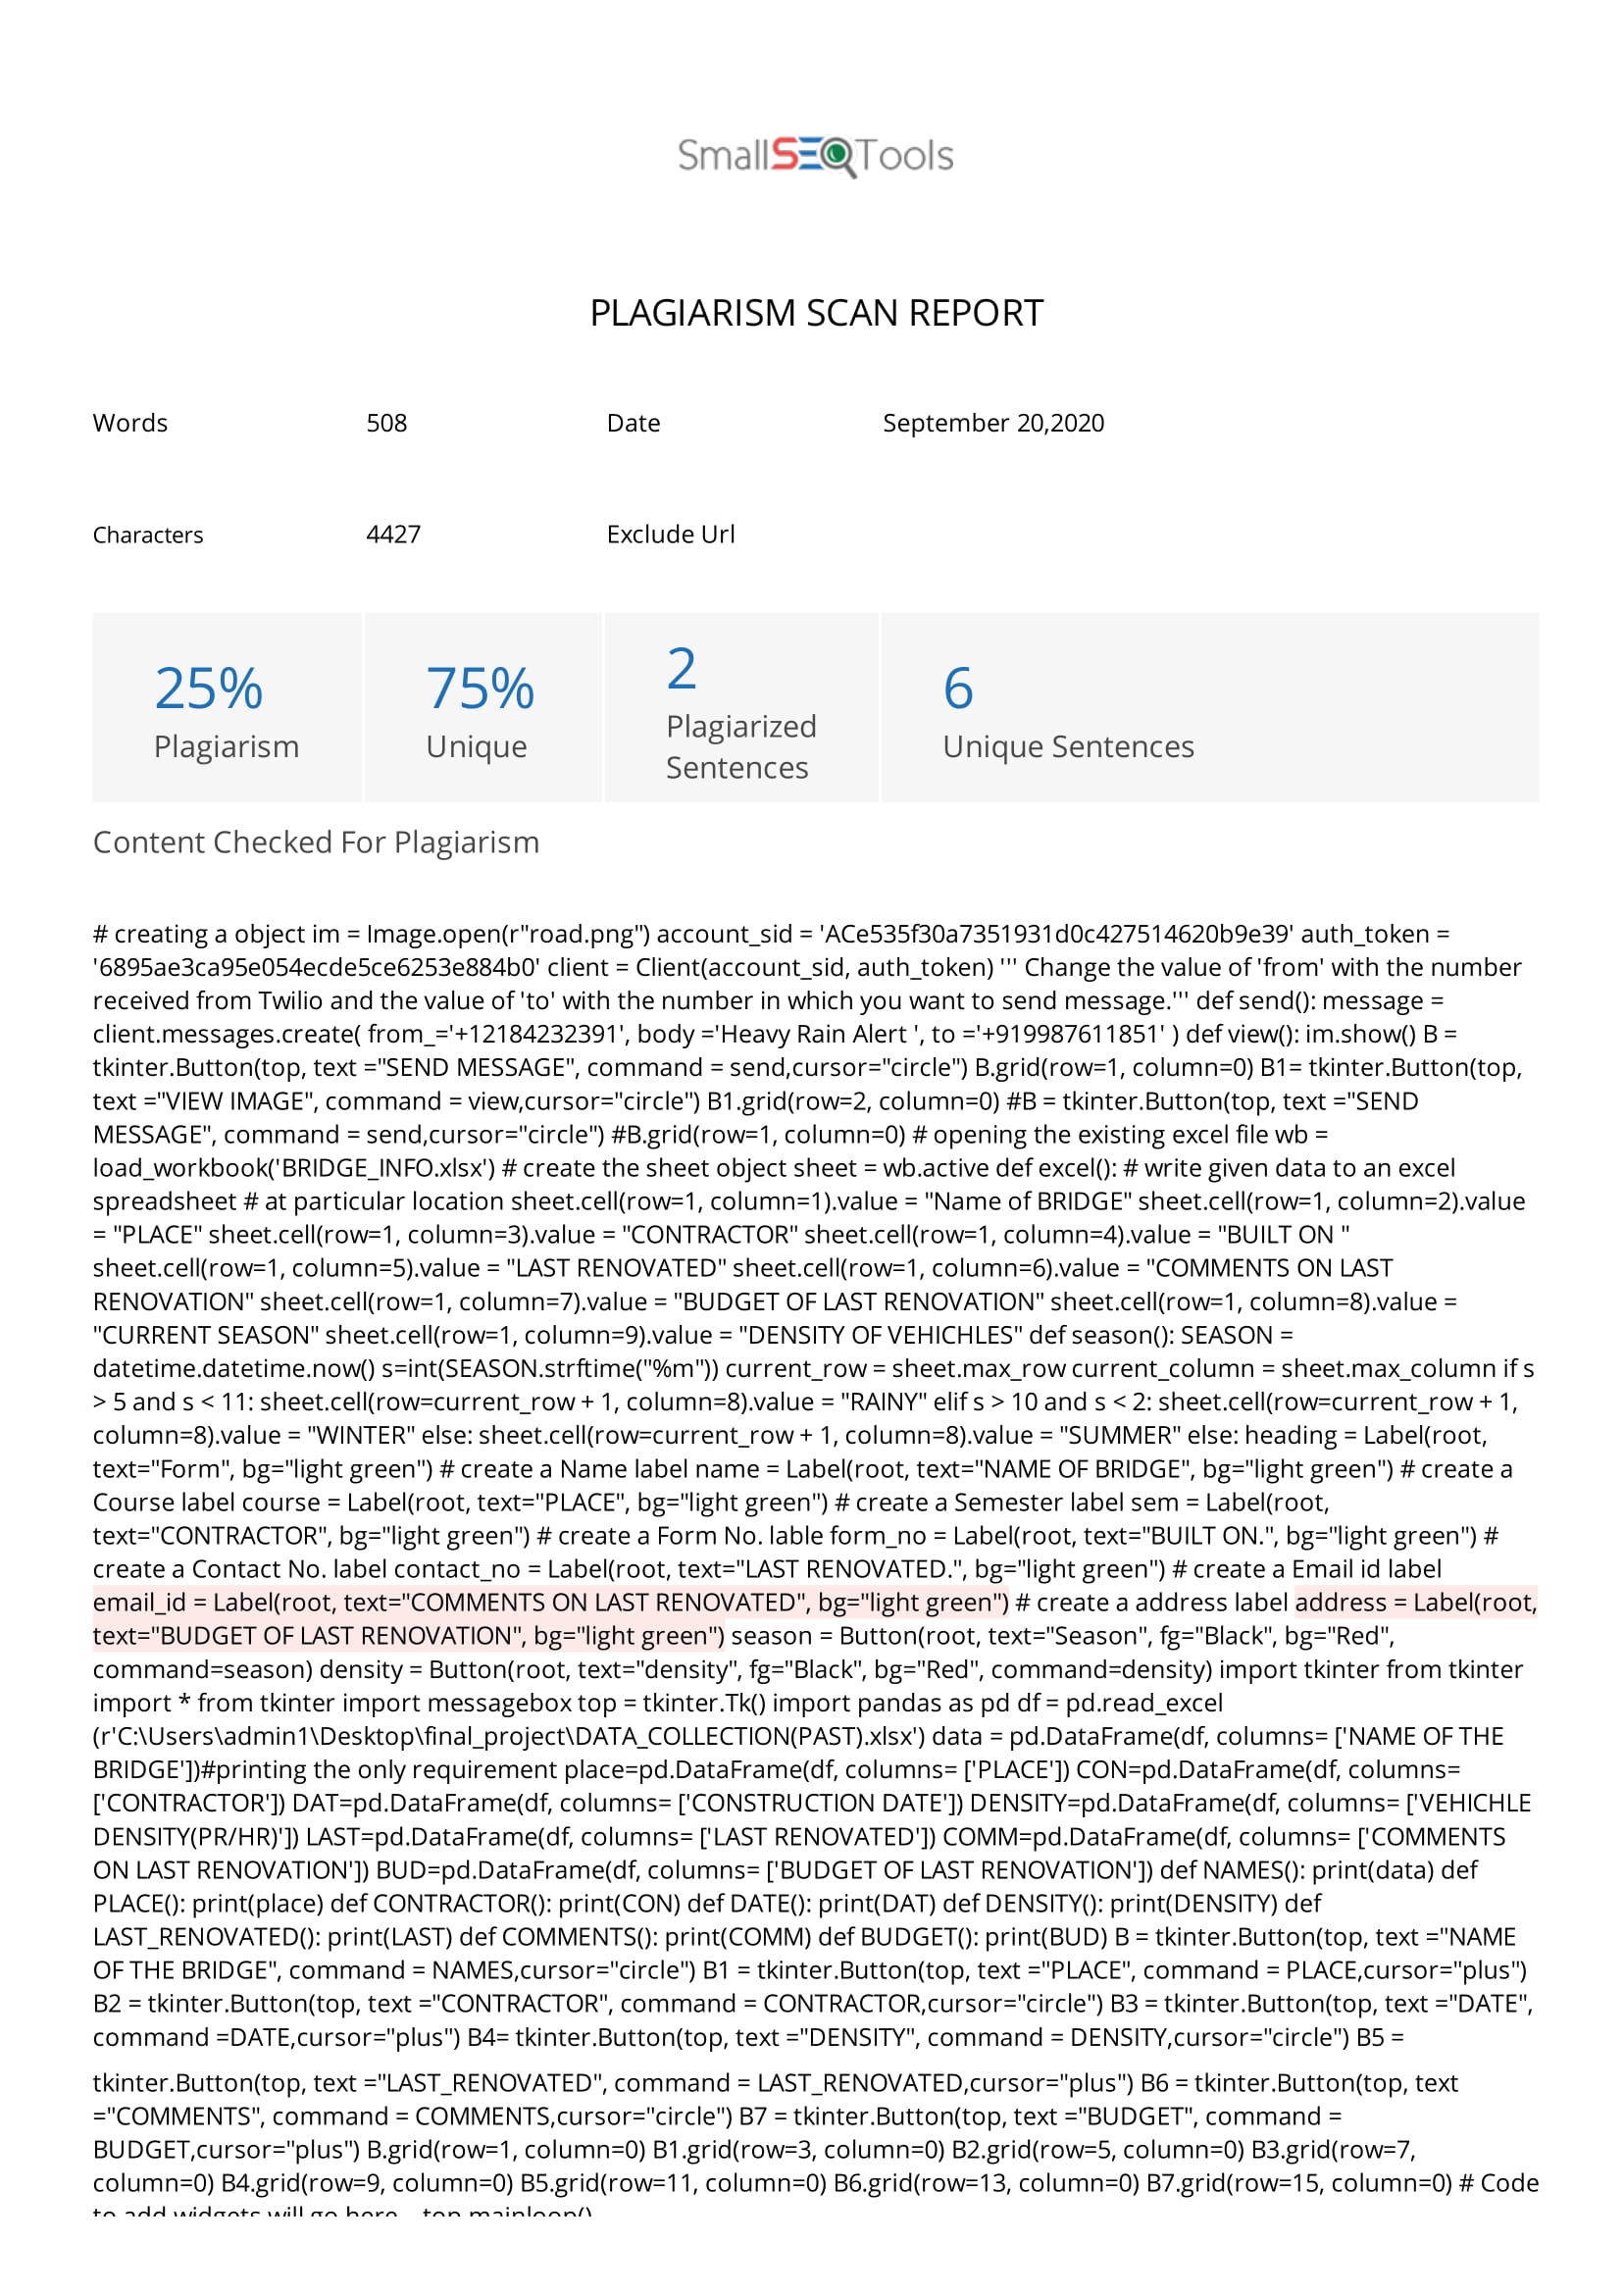 SmallSEOTools
PLAGIARISM SCAN REPORT
Words 508 Date September 20,2020
Characters 4427 Exclude Url
25% 75% 2 6
Plagiarism Unique Plagiarized Sentences Unique Sentences
Content Checked For Plagiarism
# creating a object im = Image.open(r"road.png") account_sid = 'ACe535f30a7351931d0c427514620b9e39' auth_token =
'6895ae3ca95e054ecde5ce6253e884b0' client = Client(account_sid, auth_token) ''' Change the value of 'from' with the number
received from Twilio and the value of 'to' with the number in which you want to send message.''' def send(): message =
client.messages.create( from_='+12184232391', body ='Heavy Rain Alert ', to ='+919987611851' ) def view(): im.show() B =
tkinter.Button(top, text ="SEND MESSAGE", command = send,cursor="circle") B.grid(row=1, column=0) B1= tkinter.Button(top,
text ="VIEW IMAGE", command = view,cursor="circle") B1.grid(row=2, column=0) #B = tkinter.Button(top, text ="SEND
MESSAGE", command = send,cursor="circle") #B.grid(row=1, column=0) # opening the existing excel file wb =
load_workbook('BRIDGE_INFO.xlsx') # create the sheet object sheet = wb.active def excel(): # write given data to an excel
spreadsheet # at particular location sheet.cell(row=1, column=1).value = "Name of BRIDGE" sheet.cell(row=1, column=2).value
= "PLACE" sheet.cell(row=1, column=3).value = "CONTRACTOR" sheet.cell(row=1, column=4).value = "BUILT ON "
sheet.cell(row=1, column=5).value = "LAST RENOVATED" sheet.cell(row=1, column=6).value = "COMMENTS ON LAST
RENOVATION" sheet.cell(row=1, column=7).value = "BUDGET OF LAST RENOVATION" sheet.cell(row=1, column=8).value =
"CURRENT SEASON" sheet.cell(row=1, column=9).value = "DENSITY OF VEHICHLES" def season(): SEASON =
datetime.datetime.now() s=int(SEASON.strftime("%m")) current_row = sheet.max_row current_column = sheet.max_column if s
> 5 and s < 11: sheet.cell(row=current_row + 1, column=8).value = "RAINY" elif s > 10 and s < 2: sheet.cell(row=current_row + 1,
column=8).value = "WINTER" else: sheet.cell(row=current_row + 1, column=8).value = "SUMMER" else: heading = Label(root,
text="Form", bg="light green") # create a Name label name = Label(root, text="NAME OF BRIDGE", bg="light green") # create a
Course label course = Label(root, text="PLACE", bg="light green") # create a Semester label sem = Label(root,
text="CONTRACTOR", bg="light green") # create a Form No. lable form_no = Label(root, text="BUILT ON.", bg="light green") #
create a Contact No. label contact_no = Label(root, text="LAST RENOVATED.", bg="light green") # create a Email id label
email_id = Label(root, text="COMMENTS ON LAST RENOVATED", bg="light green") # create a address label address = Label(root,
text="BUDGET OF LAST RENOVATION", bg="light green") season = Button(root, text="Season", fg="Black", bg="Red",
command=season) density = Button(root, text="density", fg="Black", bg="Red", command=density) import tkinter from tkinter
import * from tkinter import messagebox top = tkinter.Tk() import pandas as pd df = pd.read_excel
(r'C:\Users\admin1\Desktop\final_project\DATA_COLLECTION(PAST).xlsx') data = pd.DataFrame(df, columns= ['NAME OF THE
BRIDGE'])#printing the only requirement place=pd.DataFrame(df, columns= ['PLACE']) CON=pd.DataFrame(df, columns=
['CONTRACTOR']) DAT=pd.DataFrame(df, columns= ['CONSTRUCTION DATE']) DENSITY=pd.DataFrame(df, columns= ['VEHICHLE
DENSITY(PR/HR)']) LAST=pd.DataFrame(df, columns= ['LAST RENOVATED']) COMM=pd.DataFrame(df, columns= ['COMMENTS
ON LAST RENOVATION']) BUD=pd.DataFrame(df, columns= ['BUDGET OF LAST RENOVATION']) def NAMES(): print(data) def
PLACE(): print(place) def CONTRACTOR(): print(CON) def DATE(): print(DAT) def DENSITY(): print(DENSITY) def
LAST_RENOVATED(): print(LAST) def COMMENTS(): print(COMM) def BUDGET(): print(BUD) B = tkinter.Button(top, text ="NAME
OF THE BRIDGE", command = NAMES,cursor="circle") B1 = tkinter.Button(top, text ="PLACE", command = PLACE,cursor="plus")
B2 = tkinter.Button(top, text ="CONTRACTOR", command = CONTRACTOR,cursor="circle") B3 = tkinter.Button(top, text ="DATE",
command =DATE,cursor="plus") B4= tkinter.Button(top, text ="DENSITY", command = DENSITY,cursor="circle") B5 =
tkinter.Button(top, text ="LAST_RENOVATED", command = LAST_RENOVATED,cursor="plus") B6 = tkinter.Button(top, text
="COMMENTS", command = COMMENTS,cursor="circle") B7 = tkinter.Button(top, text ="BUDGET", command =
BUDGET,cursor="plus") B.grid(row=1, column=0) B1.grid(row=3, column=0) B2.grid(row=5, column=0) B3.grid(row=7,
column=0) B4.grid(row=9, column=0) B5.grid(row=11, column=0) B6.grid(row=13, column=0) B7.grid(row=15, column=0) # Code
to add widgets will go here... top.mainloop()